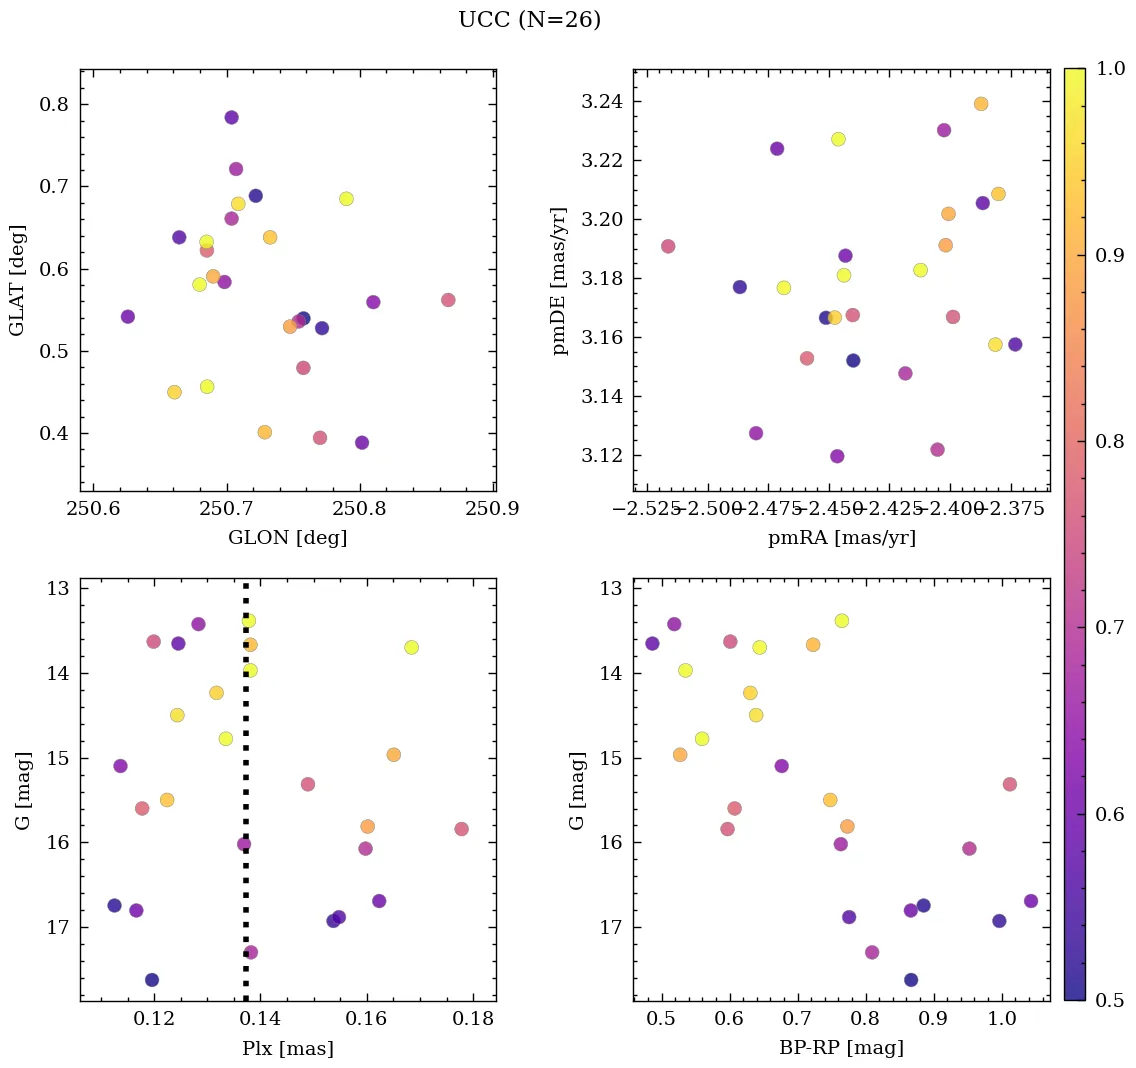 UCC (N=26)
0.8
0.7
0.6
0.5
0.4
GLAT [deg]
250.6 250.7 250.8 250.9
GLON [deg]
3.24
3.22
3.20
3.18
3.16
3.14
3.12
pmDE [mas/yr]
−2.525 −2.500 −2.475 −2.450 −2.425 −2.400 −2.375
pmRA [mas/yr]
13
14
15
16
17
G [mag]
0.12 0.14 0.16 0.18
Plx [mas]
13
14
15
16
17
G [mag]
0.5 0.6 0.7 0.8 0.9 1.0
BP-RP [mag]
1.0
0.9
0.8
0.7
0.6
0.5